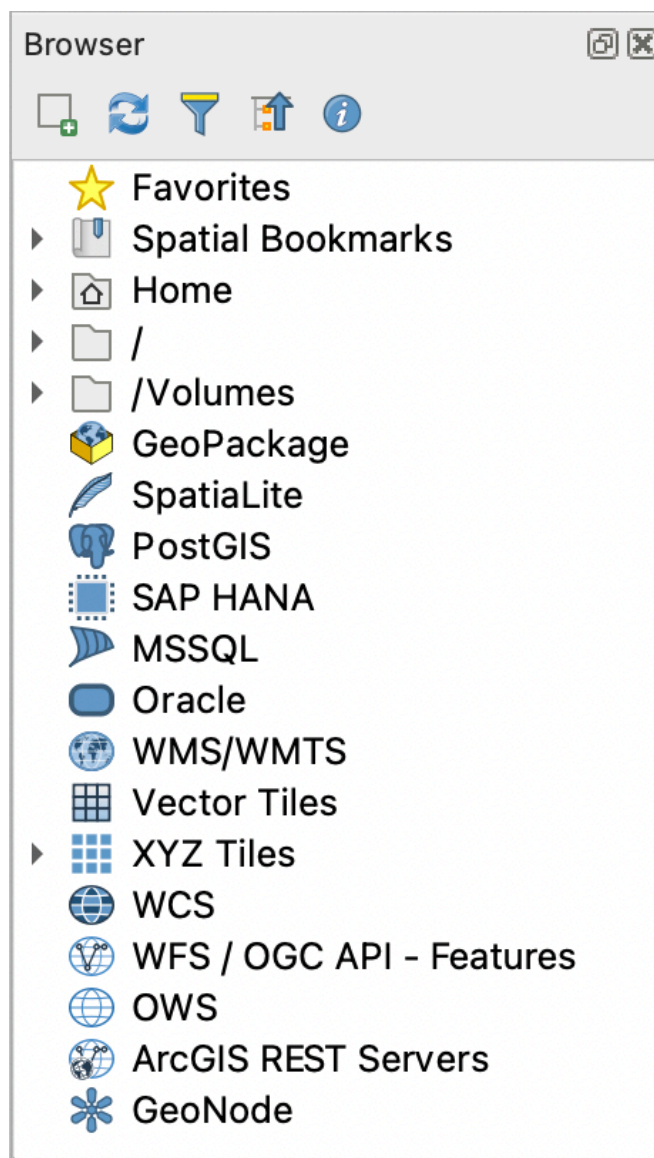 Browser
Favorites
Spatial Bookmarks
Home
/
/Volumes
GeoPackage
SpatiaLite
PostGIS
SAP HANA
MSSQL
Oracle
WMS/WMTS
Vector Tiles
XYZ Tiles
WCS
WFS / OGC API - Features
OWS
ArcGIS REST Servers
GeoNode